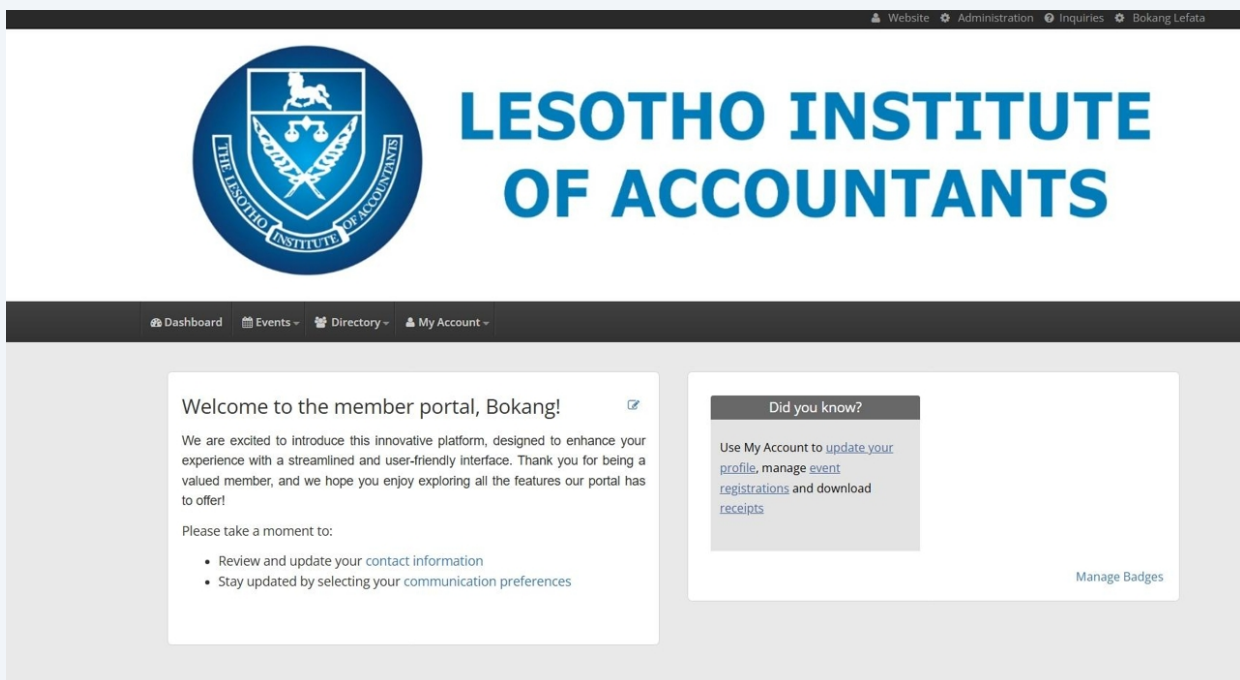 Website Administration Inquiries Bokang Lefata
THE LESOTHO INSTITUTE OF ACCOUNTANTS
LESOTHO INSTITUTE
OF ACCOUNTANTS
Dashboard Events Directory My Account
Welcome to the member portal, Bokang!
We are excited to introduce this innovative platform, designed to enhance your
experience with a streamlined and user-friendly interface. Thank you for being a
valued member, and we hope you enjoy exploring all the features our portal has
to offer!
Please take a moment to:
• Review and update your contact information
• Stay updated by selecting your communication preferences
Did you know?
Use My Account to update your
profile, manage event
registrations and download
receipts
Manage Badges